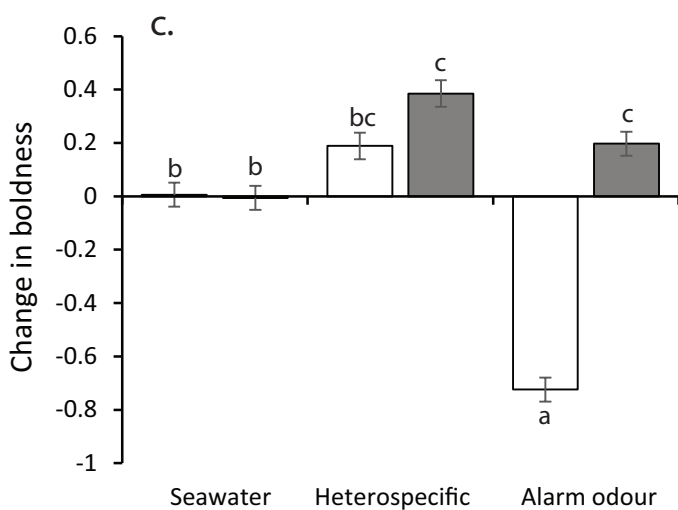 C.
Change in boldness
0.6
0.4
0.2
0
-0.2
-0.4
-0.6
-0.8
-1
b
b
bc
c
a
c
Seawater
Heterospecific
Alarm odour